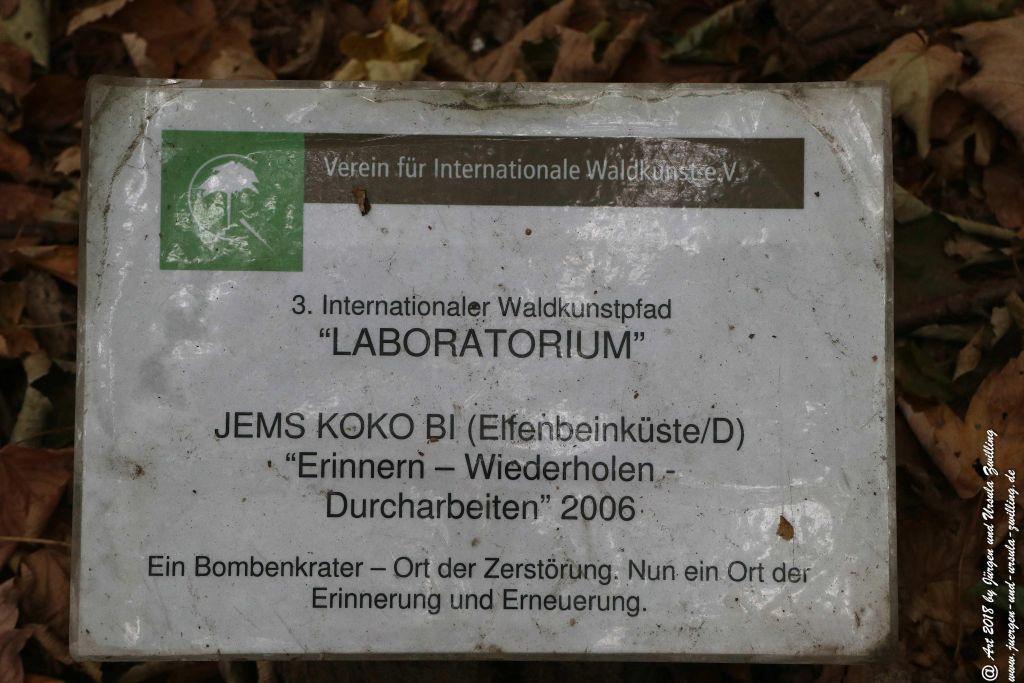 Verein für Internationale Waldkunst e.V.
3. Internationaler Waldkunstpfad
“LABORATORIUM”
JEMS KOKO BI (Elfenbeinküste/D)
“Erinnern – Wiederholen -
Durcharbeiten” 2006
Ein Bombenkrater – Ort der Zerstörung. Nun ein Ort der
Erinnerung und Erneuerung.
@ Art 2018 by Jürgen und Ursula Zwilling
www.juergen-und-ursula-zwilling.de